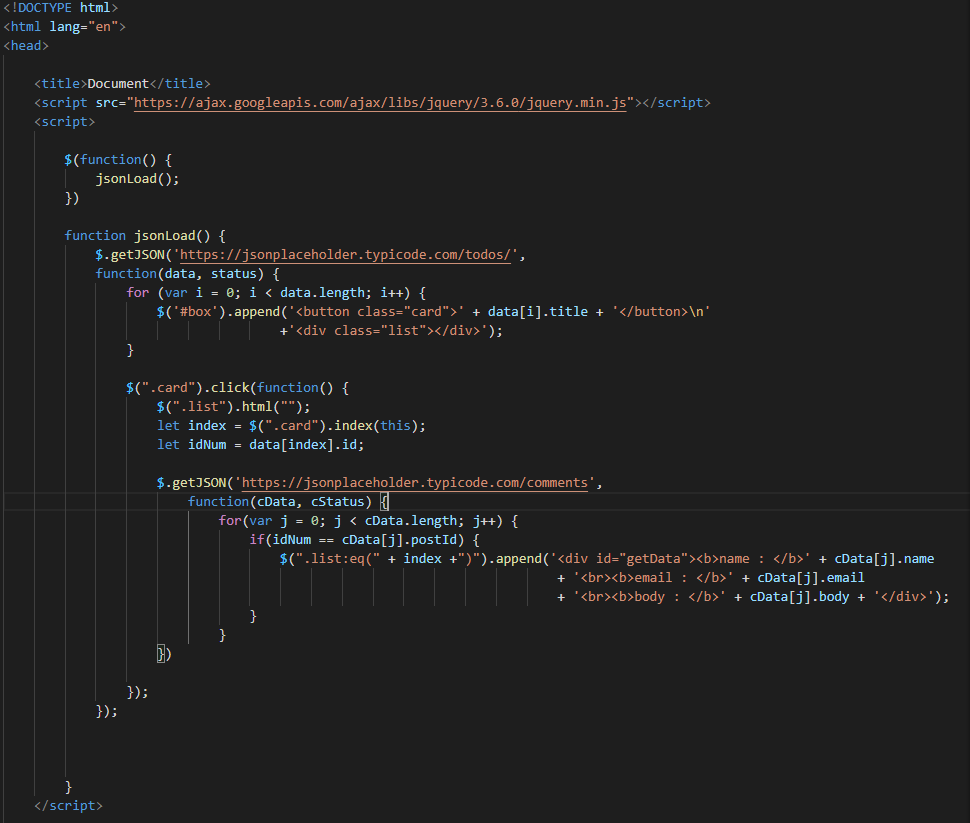 <!DOCTYPE html>
<html lang="en">
<head>

    <title>Document</title>
    <script src="https://ajax.googleapis.com/ajax/libs/jquery/3.6.0/jquery.min.js"></script>
    <script>

        $(function() {
            jsonLoad();
        })

        function jsonLoad() {
            $.getJSON('https://jsonplaceholder.typicode.com/todos/',
            function(data, status) {
                for (var i = 0; i < data.length; i++) {
                    $('#box').append('<button class="card">' + data[i].title + '</button>\n'
                                    +'<div class="list"></div>');
                }

                $(".card").click(function() {
                    $(".list").html("");
                    let index = $(".card").index(this);
                    let idNum = data[index].id;

                    $.getJSON('https://jsonplaceholder.typicode.com/comments',
                        function(cData, cStatus) {
                            for(var j = 0; j < cData.length; j++) {
                                if(idNum == cData[j].postId) {
                                    $(".list:eq(" + index +")").append('<div id="getData"><b>name : </b>' + cData[j].name
                                                                        + '<br><b>email : </b>' + cData[j].email
                                                                        + '<br><b>body : </b>' + cData[j].body + '</div>');
                                }
                            }
                    })

                });
            });



        }
    </script>